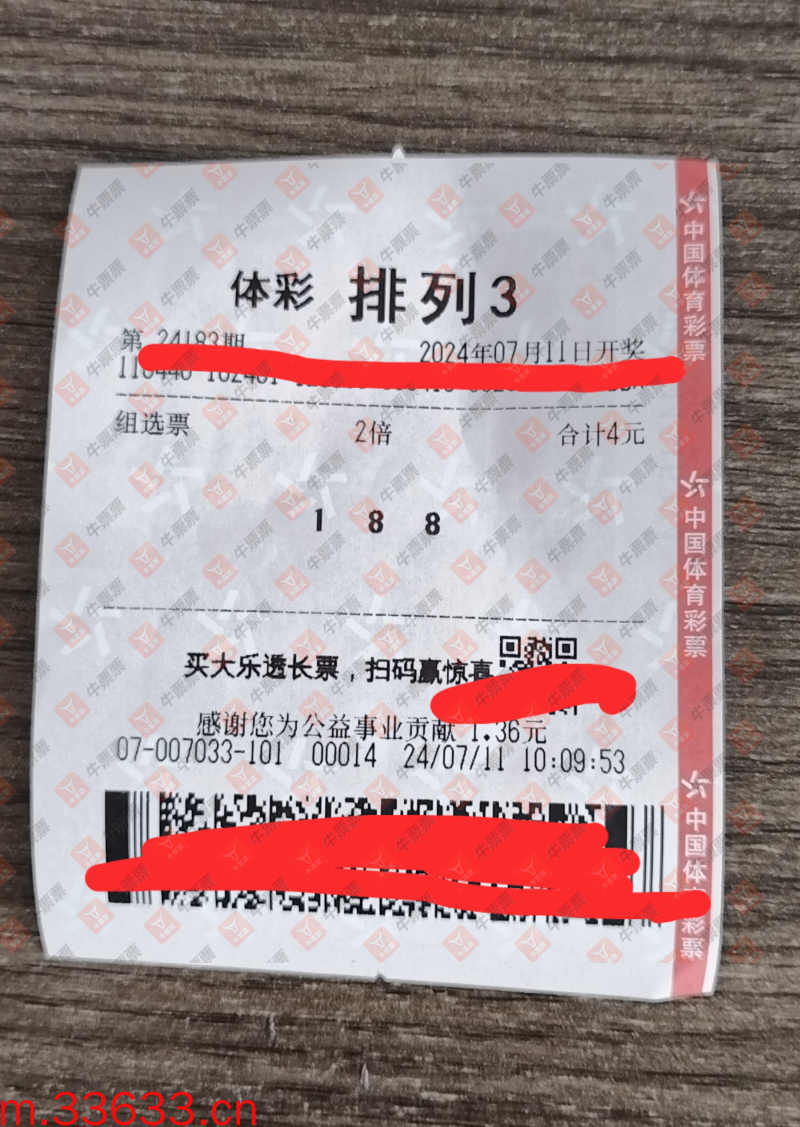 体彩 排列3
第 24183期 2024年07月11日开奖
组选票 2倍 合计4元
1 8 8
买大乐透长票，扫码赢惊喜
感谢您为公益事业贡献 1.36元
07-007033-101 00014 24/07/11 10:09:53
中国体育彩票
中国体育彩票
中国体育彩票
牛票票
m.33633.cn